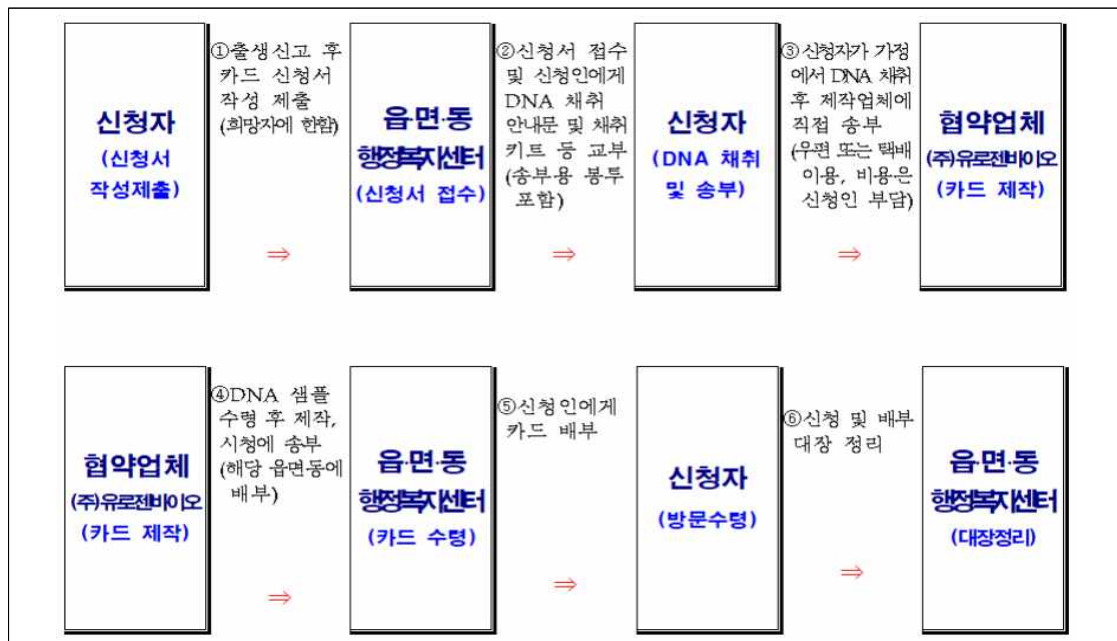 신청자
(신청서
작성제출)
①출생신고 후
카드 신청서
작성 제출
(희망자에 한함)
⇒
읍·면·동
행정복지센터
(신청서 접수)
②신청서 접수
및 신청인에게
DNA 채취
안내문 및 채취
키트 등 교부
(송부용 봉투
포함)
⇒
신청자
(DNA 채취
및 송부)
③신청자가 가정
에서 DNA 채취
후 제작업체에
직접 송부
(우편 또는 택배
이용, 비용은
신청인 부담)
⇒
협약업체
(주)유로젠바이오
(카드 제작)
협약업체
(주)유로젠바이오
(카드 제작)
④DNA 샘플
수령 후 제작,
시청에 송부
(해당 읍면동에
배부)
⇒
읍·면·동
행정복지센터
(카드 수령)
⑤신청인에게
카드 배부
⇒
신청자
(방문수령)
⑥신청 및 배부
대장 정리
⇒
읍·면·동
행정복지센터
(대장정리)